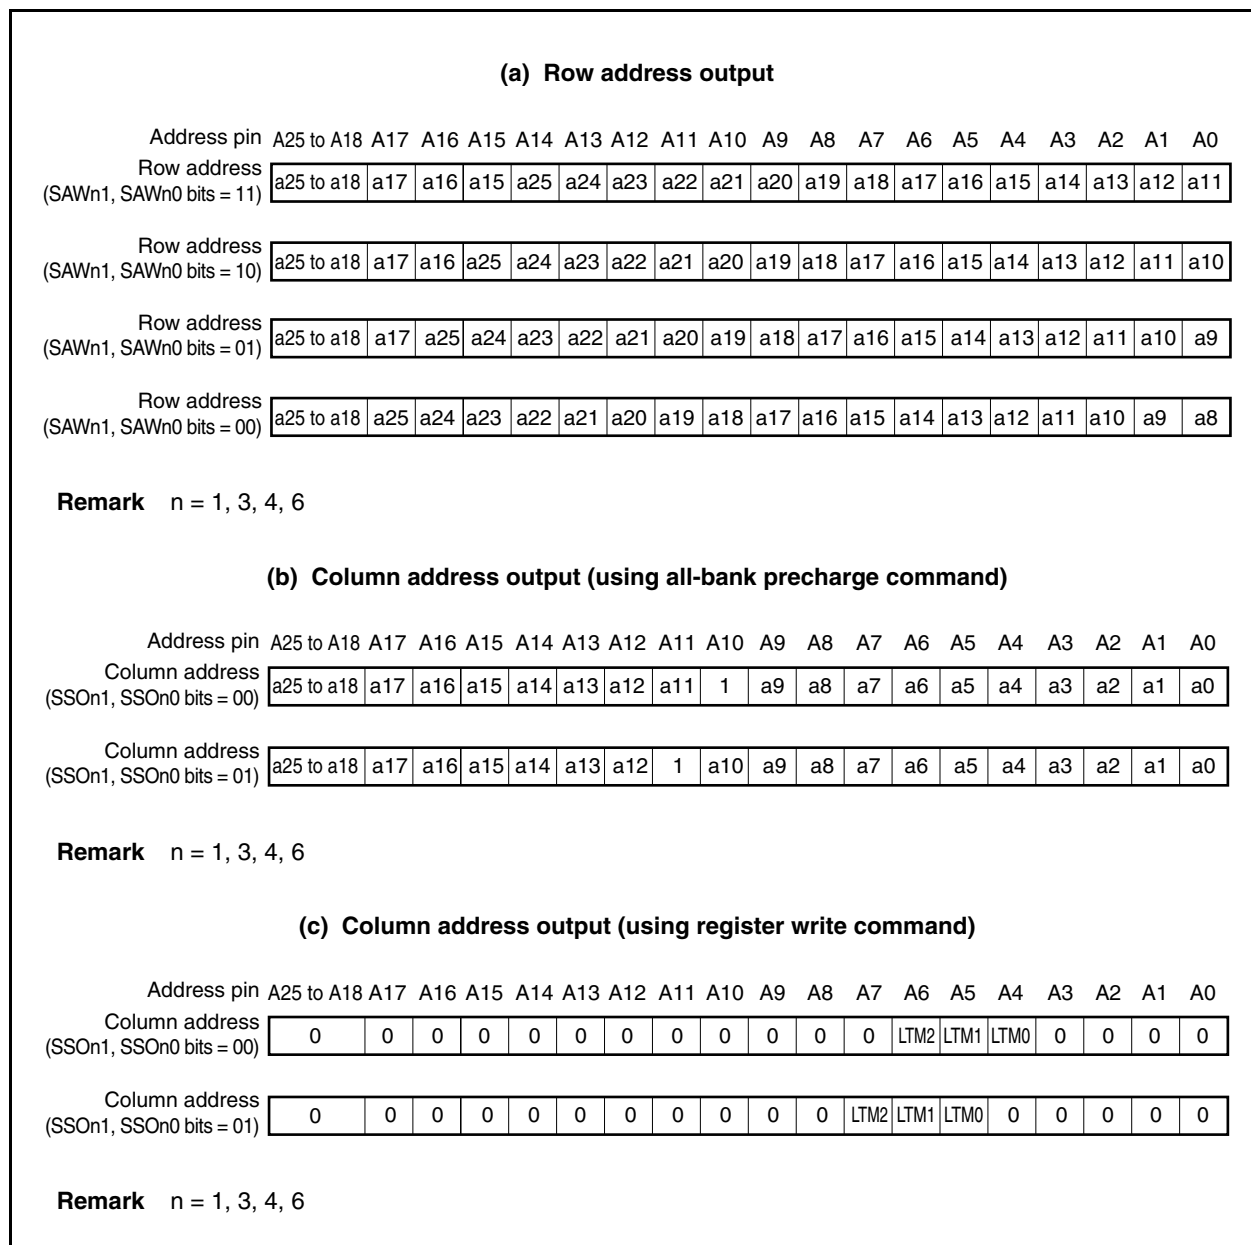 (a) Row address output
Address pin A25 to A18 A17 A16 A15 A14 A13 A12 A11 A10 A9 A8 A7 A6 A5 A4 A3 A2 A1 A0
Row address
(SAWn1, SAWn0 bits = 11) a25 to a18 a17 a16 a15 a25 a24 a23 a22 a21 a20 a19 a18 a17 a16 a15 a14 a13 a12 a11
Row address
(SAWn1, SAWn0 bits = 10) a25 to a18 a17 a16 a25 a24 a23 a22 a21 a20 a19 a18 a17 a16 a15 a14 a13 a12 a11 a10
Row address
(SAWn1, SAWn0 bits = 01) a25 to a18 a17 a25 a24 a23 a22 a21 a20 a19 a18 a17 a16 a15 a14 a13 a12 a11 a10 a9
Row address
(SAWn1, SAWn0 bits = 00) a25 to a18 a25 a24 a23 a22 a21 a20 a19 a18 a17 a16 a15 a14 a13 a12 a11 a10 a9 a8
Remark n = 1, 3, 4, 6
(b) Column address output (using all-bank precharge command)
Address pin A25 to A18 A17 A16 A15 A14 A13 A12 A11 A10 A9 A8 A7 A6 A5 A4 A3 A2 A1 A0
Column address
(SSOn1, SSOn0 bits = 00) a25 to a18 a17 a16 a15 a14 a13 a12 a11 1 a9 a8 a7 a6 a5 a4 a3 a2 a1 a0
Column address
(SSOn1, SSOn0 bits = 01) a25 to a18 a17 a16 a15 a14 a13 a12 1 a10 a9 a8 a7 a6 a5 a4 a3 a2 a1 a0
Remark n = 1, 3, 4, 6
(c) Column address output (using register write command)
Address pin A25 to A18 A17 A16 A15 A14 A13 A12 A11 A10 A9 A8 A7 A6 A5 A4 A3 A2 A1 A0
Column address
(SSOn1, SSOn0 bits = 00) 0 0 0 0 0 0 0 0 0 0 0 0 LTM2 LTM1 LTM0 0 0 0 0
Column address
(SSOn1, SSOn0 bits = 01) 0 0 0 0 0 0 0 0 0 0 0 LTM2 LTM1 LTM0 0 0 0 0 0
Remark n = 1, 3, 4, 6